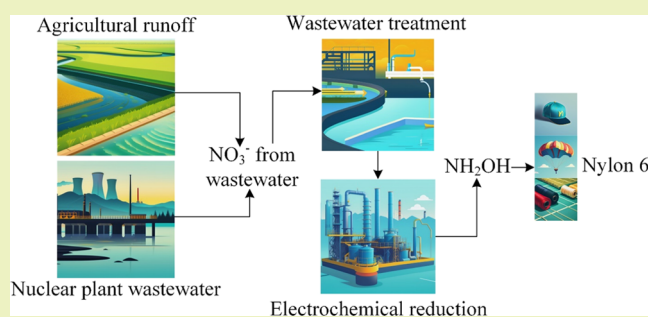 Agricultural runoff
Wastewater treatment
NO₃⁻ from
wastewater
NH₂OH
Nylon 6
Nuclear plant wastewater
Electrochemical reduction